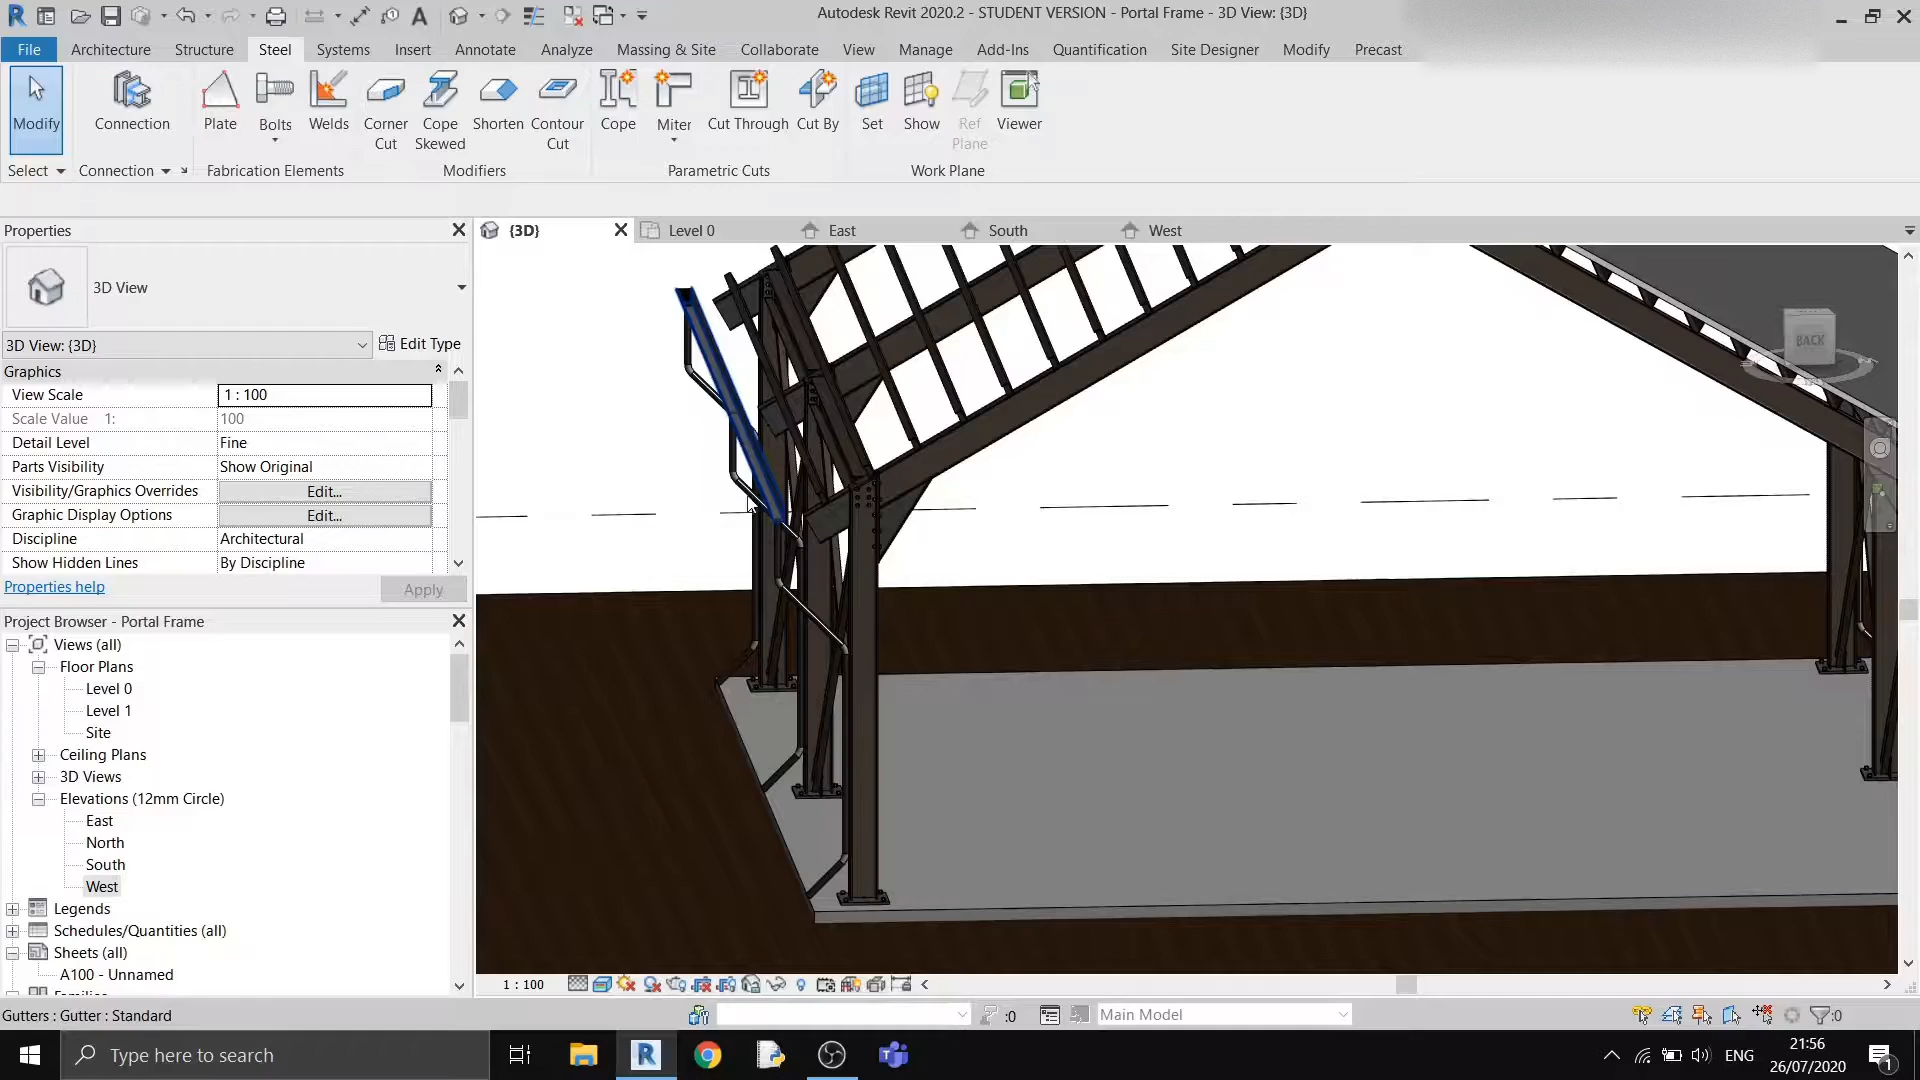 Autodesk Revit 2020.2 - STUDENT VERSION - Portal Frame - 3D View: {3D}
File Architecture Structure Steel Systems Insert Annotate Analyze Massing & Site Collaborate View Manage Add-Ins Quantification Site Designer Modify Precast
Modify Connection Plate Bolts Welds Corner Cut Cope Skewed Shorten Contour Cut Cope Miter Cut Through Cut By Set Show Ref Plane Viewer
Select Connection Fabrication Elements Modifiers Parametric Cuts Work Plane
Properties
{3D} Level 0 East South West
3D View
3D View: {3D} Edit Type
Graphics
View Scale 1 : 100
Scale Value 1: 100
Detail Level Fine
Parts Visibility Show Original
Visibility/Graphics Overrides Edit...
Graphic Display Options Edit...
Discipline Architectural
Show Hidden Lines By Discipline
Properties help Apply
BACK
Project Browser - Portal Frame
Views (all)
Floor Plans
Level 0
Level 1
Site
Ceiling Plans
3D Views
Elevations (12mm Circle)
East
North
South
West
Legends
Schedules/Quantities (all)
Sheets (all)
A100 - Unnamed
1 : 100
Gutters : Gutter : Standard :0 Main Model :0
Type here to search
ENG
21:56
26/07/2020
1